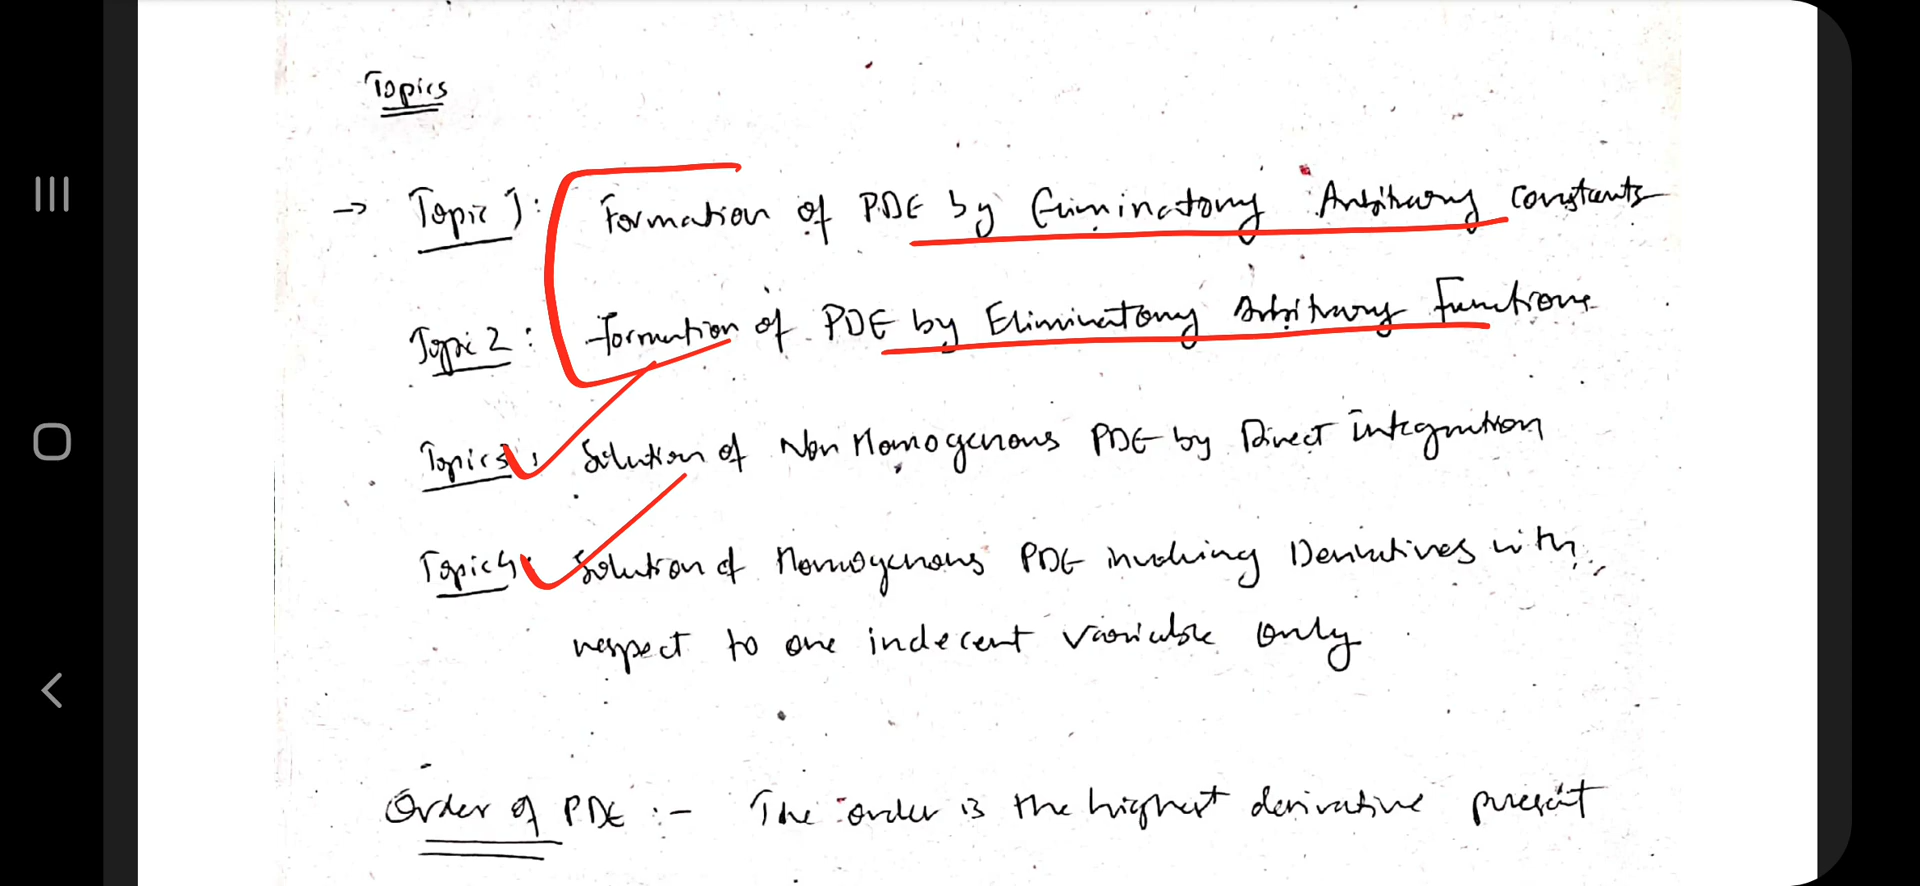 Topics
→ Topic 1: Formation of PDE by Eliminatony Arbitrary constants
Topic 2: Formation of PDE by Eliminatony Arbitrary Functions
Topic 3: Solution of Non Homogenous PDE by Direct integration
Topic 4: Solution of Homogenous PDE involving Derivatives with
respect to one indecent variable only
Order of PDE :- The order is the highest derivative present